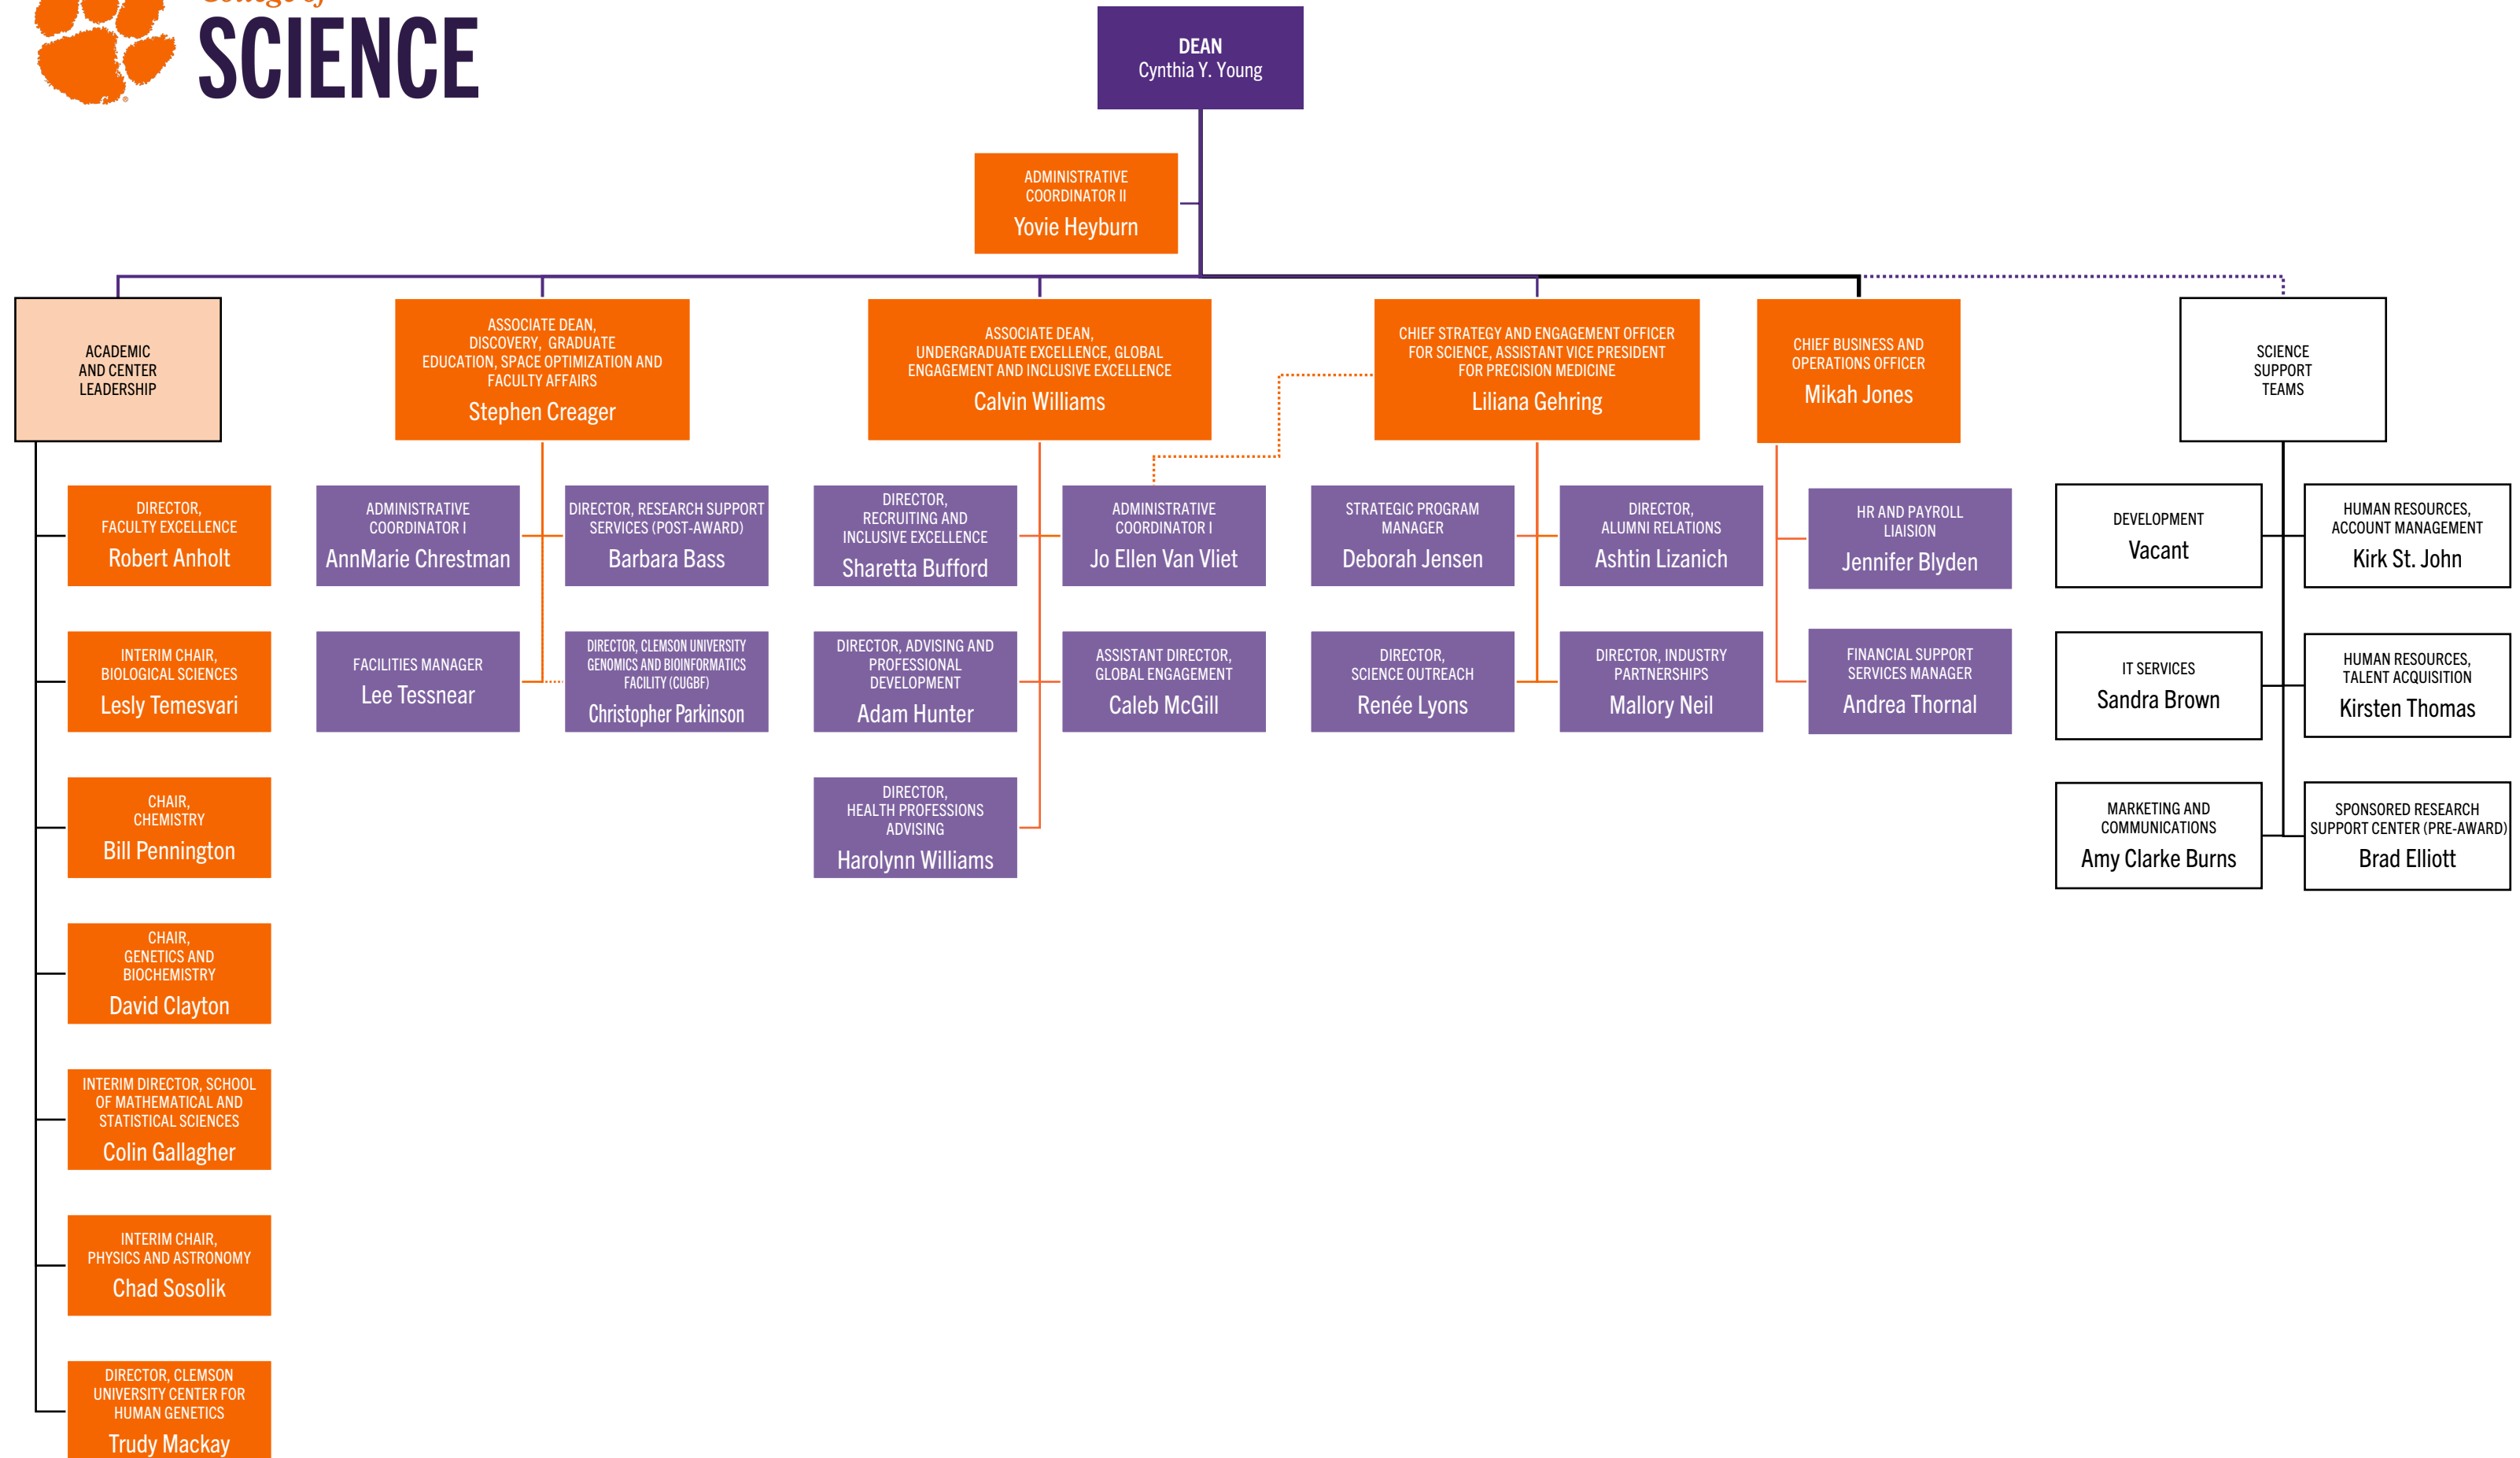 College of
SCIENCE
DEAN
Cynthia Y. Young
ADMINISTRATIVE
COORDINATOR II
Yovie Heyburn
ACADEMIC
AND CENTER
LEADERSHIP
ASSOCIATE DEAN,
DISCOVERY, GRADUATE
EDUCATION, SPACE OPTIMIZATION AND
FACULTY AFFAIRS
Stephen Creager
ASSOCIATE DEAN,
UNDERGRADUATE EXCELLENCE, GLOBAL
ENGAGEMENT AND INCLUSIVE EXCELLENCE
Calvin Williams
CHIEF STRATEGY AND ENGAGEMENT OFFICER
FOR SCIENCE, ASSISTANT VICE PRESIDENT
FOR PRECISION MEDICINE
Liliana Gehring
CHIEF BUSINESS AND
OPERATIONS OFFICER
Mikah Jones
SCIENCE
SUPPORT
TEAMS
DIRECTOR,
FACULTY EXCELLENCE
Robert Anholt
INTERIM CHAIR,
BIOLOGICAL SCIENCES
Lesly Temesvari
CHAIR,
CHEMISTRY
Bill Pennington
CHAIR,
GENETICS AND
BIOCHEMISTRY
David Clayton
INTERIM DIRECTOR, SCHOOL
OF MATHEMATICAL AND
STATISTICAL SCIENCES
Colin Gallagher
INTERIM CHAIR,
PHYSICS AND ASTRONOMY
Chad Sosolik
DIRECTOR, CLEMSON
UNIVERSITY CENTER FOR
HUMAN GENETICS
Trudy Mackay
ADMINISTRATIVE
COORDINATOR I
AnnMarie Chrestman
DIRECTOR, RESEARCH SUPPORT
SERVICES (POST-AWARD)
Barbara Bass
FACILITIES MANAGER
Lee Tessnear
DIRECTOR, CLEMSON UNIVERSITY
GENOMICS AND BIOINFORMATICS
FACILITY (CUGBF)
Christopher Parkinson
DIRECTOR,
RECRUITING AND
INCLUSIVE EXCELLENCE
Sharetta Bufford
ADMINISTRATIVE
COORDINATOR I
Jo Ellen Van Vliet
DIRECTOR, ADVISING AND
PROFESSIONAL
DEVELOPMENT
Adam Hunter
ASSISTANT DIRECTOR,
GLOBAL ENGAGEMENT
Caleb McGill
DIRECTOR,
HEALTH PROFESSIONS
ADVISING
Harolynn Williams
STRATEGIC PROGRAM
MANAGER
Deborah Jensen
DIRECTOR,
ALUMNI RELATIONS
Ashtin Lizanich
DIRECTOR,
SCIENCE OUTREACH
Renée Lyons
DIRECTOR, INDUSTRY
PARTNERSHIPS
Mallory Neil
HR AND PAYROLL
LIAISION
Jennifer Blyden
FINANCIAL SUPPORT
SERVICES MANAGER
Andrea Thornal
DEVELOPMENT
Vacant
HUMAN RESOURCES,
ACCOUNT MANAGEMENT
Kirk St. John
IT SERVICES
Sandra Brown
HUMAN RESOURCES,
TALENT ACQUISITION
Kirsten Thomas
MARKETING AND
COMMUNICATIONS
Amy Clarke Burns
SPONSORED RESEARCH
SUPPORT CENTER (PRE-AWARD)
Brad Elliott